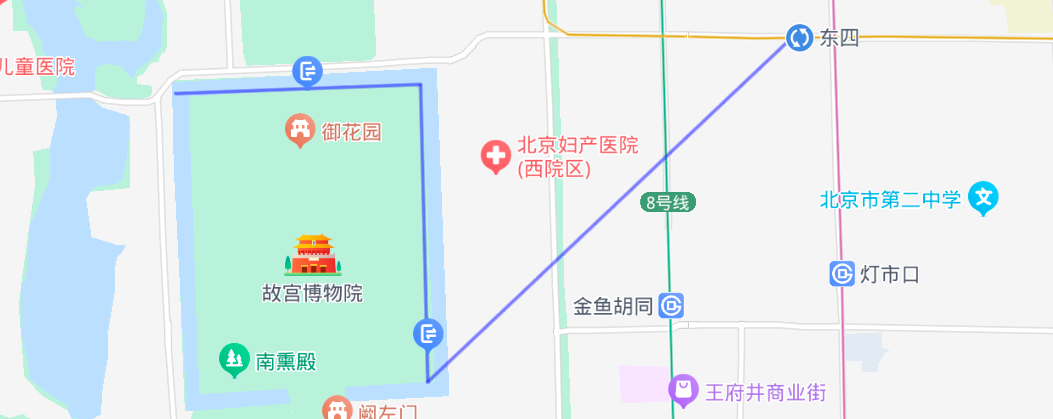 东四
儿童医院
御花园
北京妇产医院
(西院区)
8号线
北京市第二中学
灯市口
故宫博物院
金鱼胡同
南熏殿
王府井商业街
阙左门